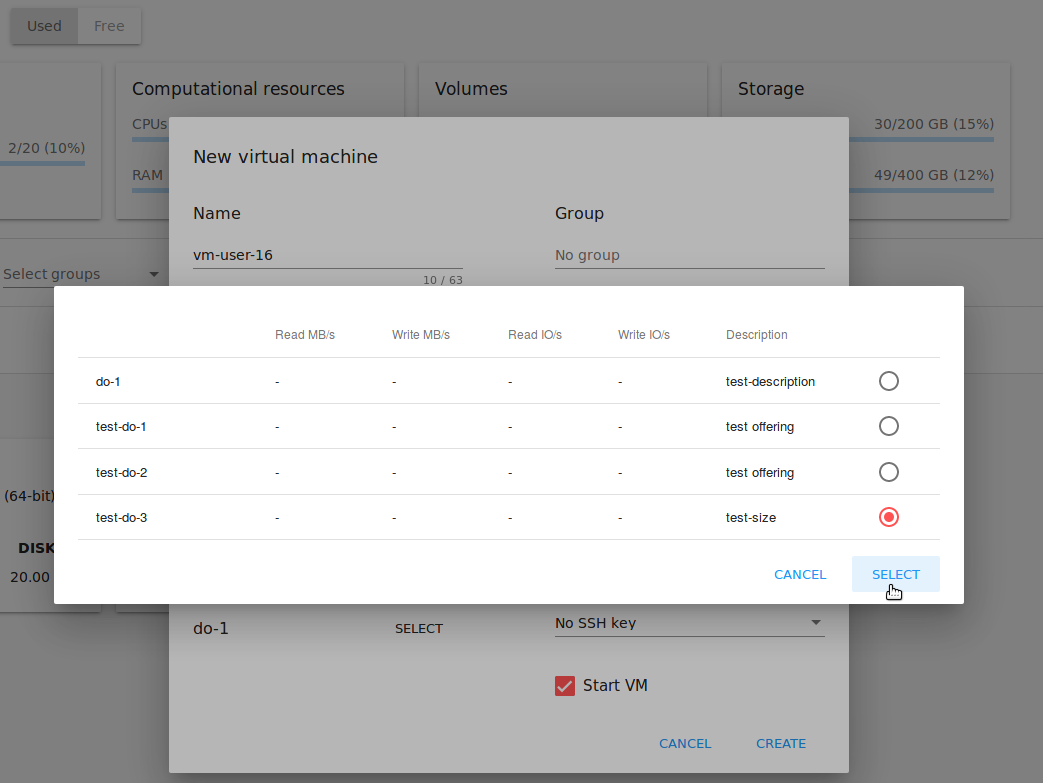 Used Free
Computational resources Volumes Storage
CPUs 30/200 GB (15%)
2/20 (10%)
RAM 49/400 GB (12%)
New virtual machine
Name Group
vm-user-16 No group
10 / 63
Select groups
Read MB/s Write MB/s Read IO/s Write IO/s Description
do-1 - - - - test-description
test-do-1 - - - - test offering
test-do-2 - - - - test offering
test-do-3 - - - - test-size
(64-bit)
DISK
20.00
CANCEL SELECT
do-1 SELECT No SSH key
Start VM
CANCEL CREATE